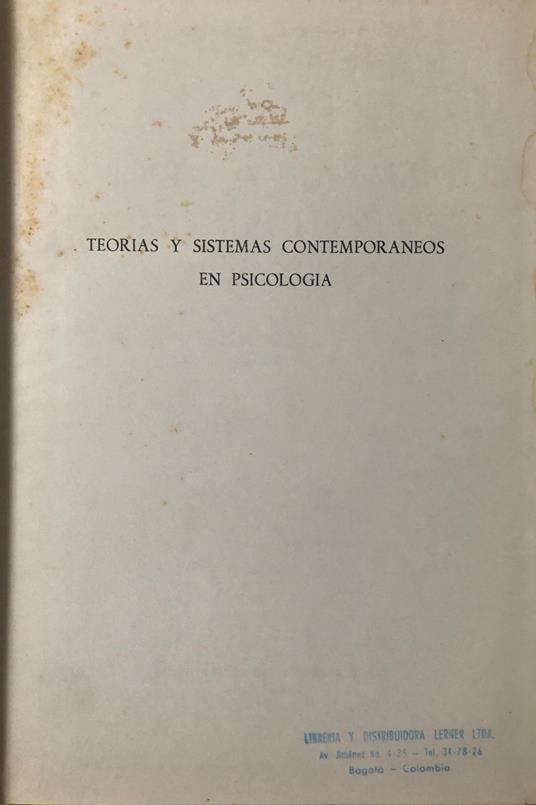 TEORIAS Y SISTEMAS CONTEMPORANEOS
EN PSICOLOGIA
LIBRERIA Y DISTRIBUIDORA LERNER LTDA.
Av. Jiménez No. 4-35 - Tel. 34-78-26
Bogotá - Colombia